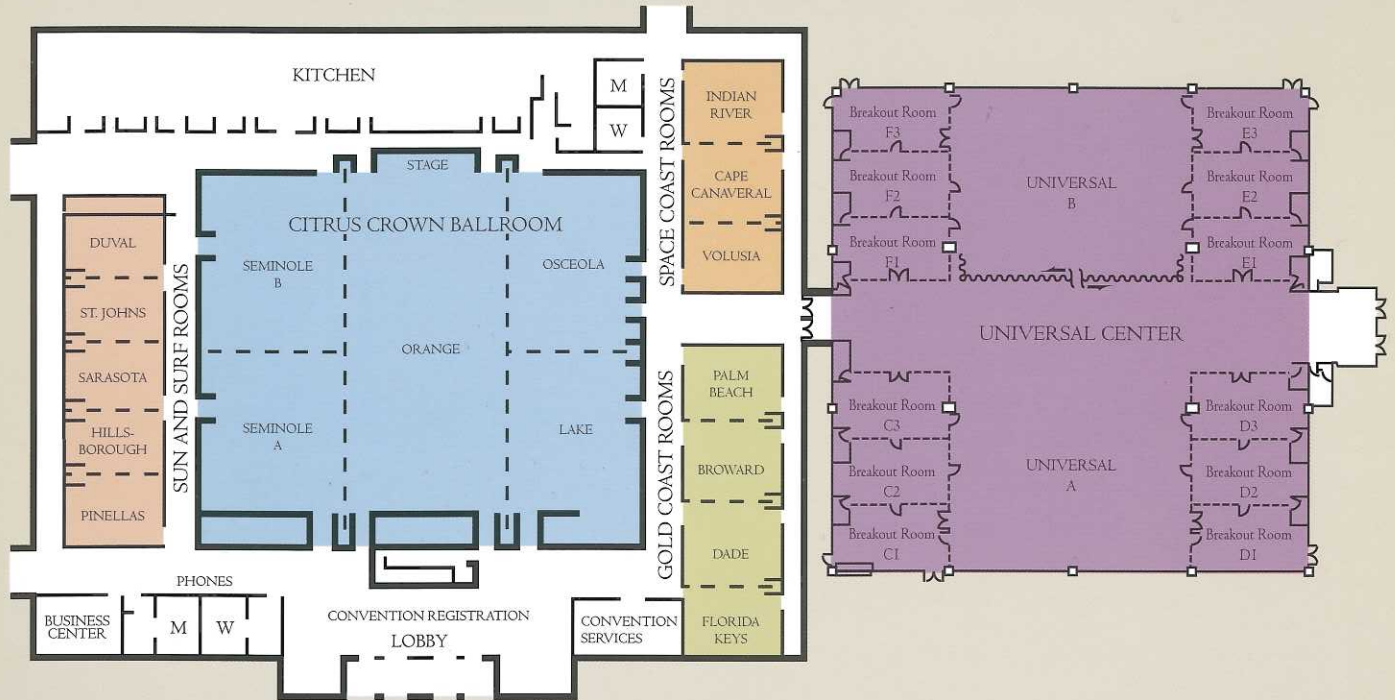 KITCHEN
M
W
STAGE
CITRUS CROWN BALLROOM
SEMINOLE
B
OSCEOLA
ORANGE
SEMINOLE
A
LAKE
SUN AND SURF ROOMS
DUVAL
ST. JOHNS
SARASOTA
HILLS-
BOROUGH
PINELLAS
SPACE COAST ROOMS
INDIAN
RIVER
CAPE
CANAVERAL
VOLUSIA
GOLD COAST ROOMS
PALM
BEACH
BROWARD
DADE
FLORIDA
KEYS
PHONES
BUSINESS
CENTER
M
W
CONVENTION REGISTRATION
LOBBY
CONVENTION
SERVICES
Breakout Room
F3
Breakout Room
F2
Breakout Room
F1
UNIVERSAL
B
Breakout Room
E3
Breakout Room
E2
Breakout Room
E1
UNIVERSAL CENTER
Breakout Room
C3
Breakout Room
C2
Breakout Room
C1
UNIVERSAL
A
Breakout Room
D3
Breakout Room
D2
Breakout Room
D1